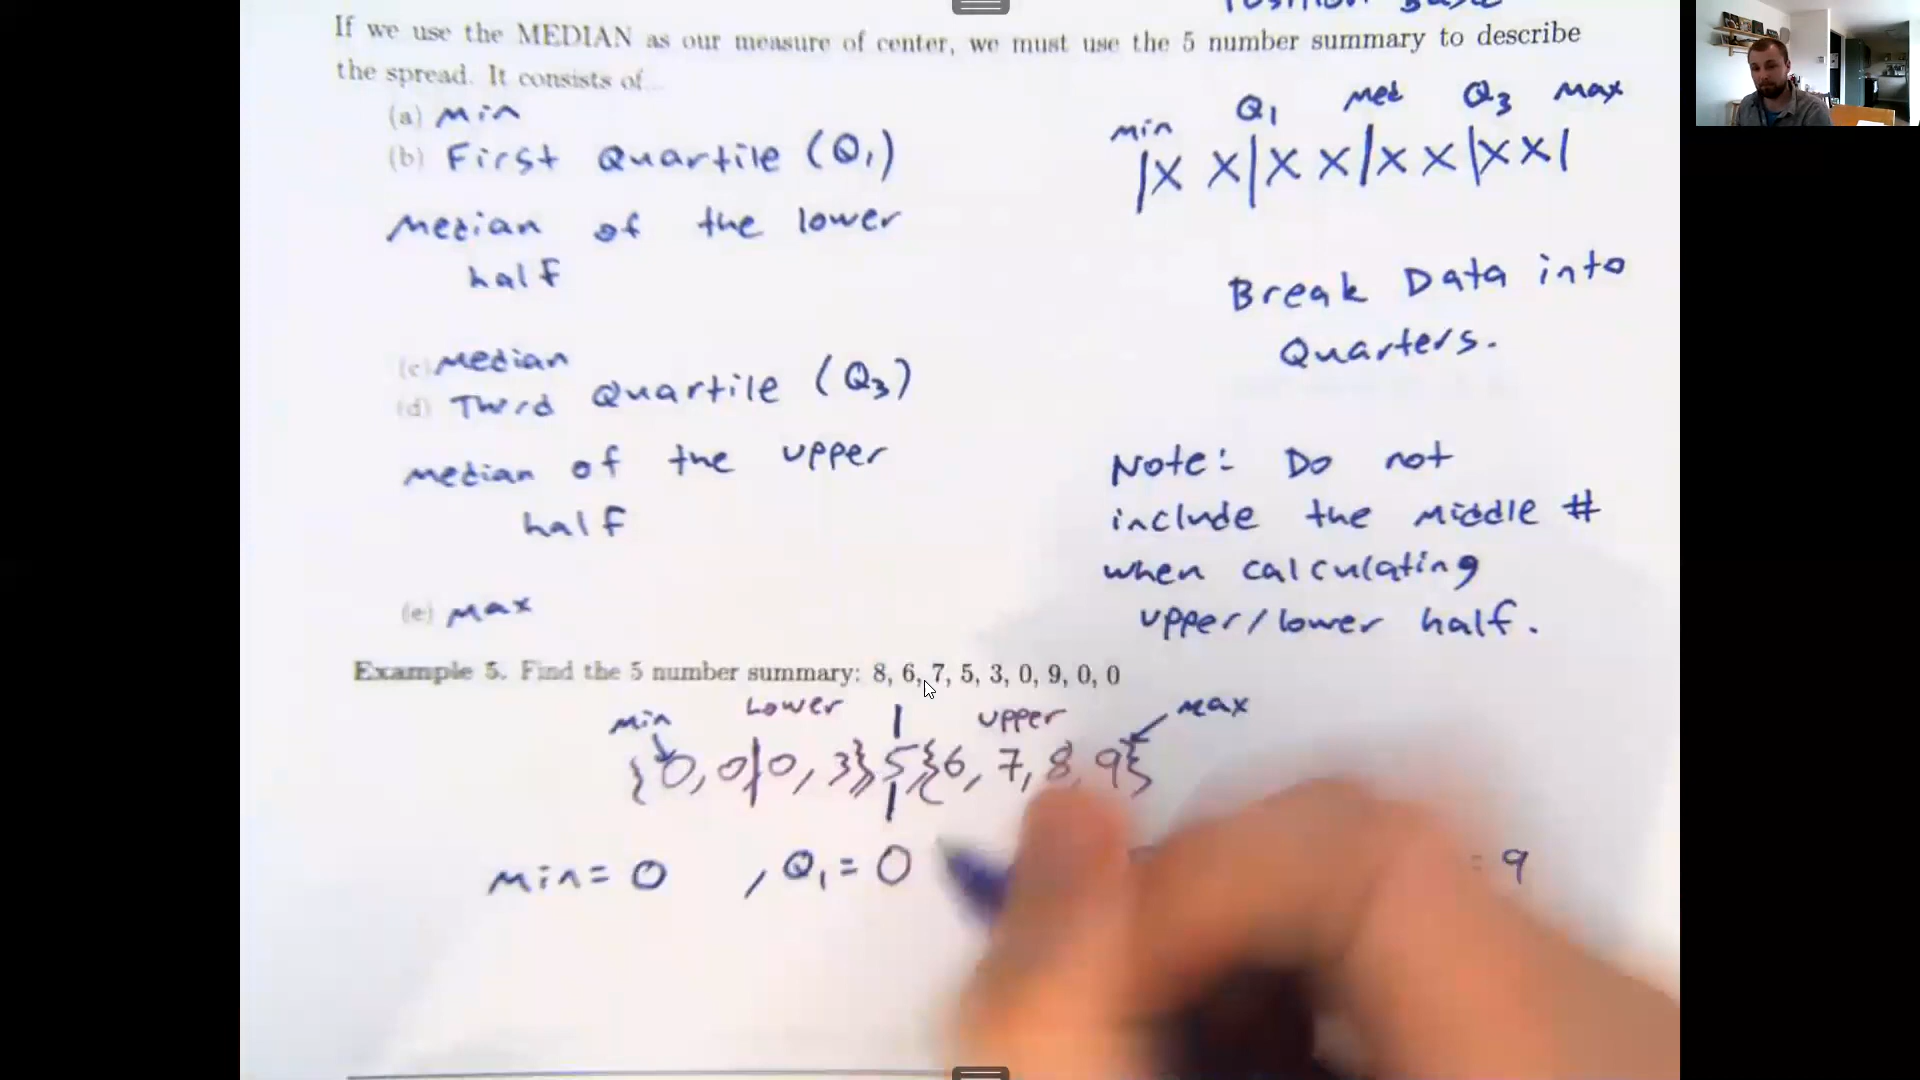 If we use the MEDIAN as our measure of center, we must use the 5 number summary to describe
the spread. It consists of...
(a) Min
(b) First Quartile (Q₁)
Median of the lower
half
(c) Median
(d) Third Quartile (Q₃)
Median of the upper
half
(e) Max
min Q₁ med Q₃ max
|X X|X X|X X|X X|
Break Data into
Quarters.
Note: Do not
include the middle #
when calculating
upper/lower half.
Example 5. Find the 5 number summary: 8, 6, 7, 5, 3, 0, 9, 0, 0
Min Lower Upper Max
{0, 0|0, 3} 5 {6, 7, 8, 9}
Min = 0 , Q₁ = 0 = 9